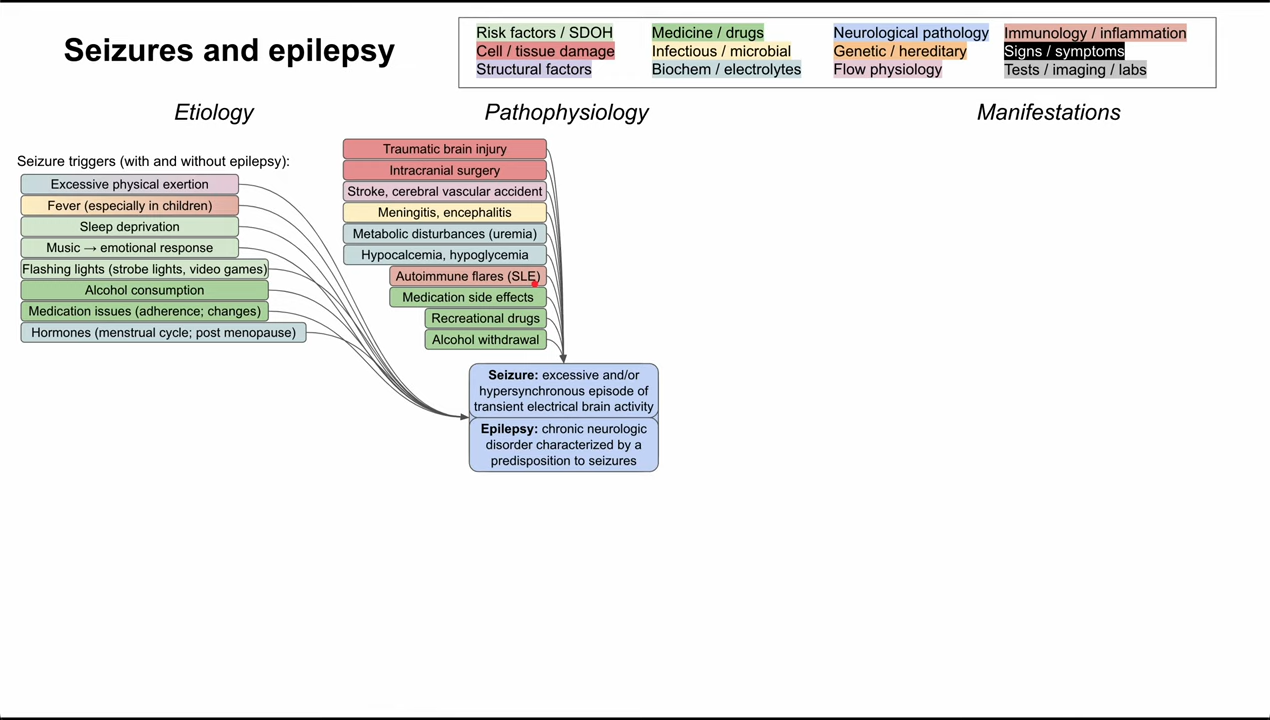 Seizures and epilepsy
Risk factors / SDOH
Cell / tissue damage
Structural factors
Medicine / drugs
Infectious / microbial
Biochem / electrolytes
Neurological pathology
Genetic / hereditary
Flow physiology
Immunology / inflammation
Signs / symptoms
Tests / imaging / labs
Etiology
Pathophysiology
Manifestations
Seizure triggers (with and without epilepsy):
Excessive physical exertion
Fever (especially in children)
Sleep deprivation
Music → emotional response
Flashing lights (strobe lights, video games)
Alcohol consumption
Medication issues (adherence; changes)
Hormones (menstrual cycle; post menopause)
Traumatic brain injury
Intracranial surgery
Stroke, cerebral vascular accident
Meningitis, encephalitis
Metabolic disturbances (uremia)
Hypocalcemia, hypoglycemia
Autoimmune flares (SLE)
Medication side effects
Recreational drugs
Alcohol withdrawal
Seizure: excessive and/or
hypersynchronous episode of
transient electrical brain activity
Epilepsy: chronic neurologic
disorder characterized by a
predisposition to seizures